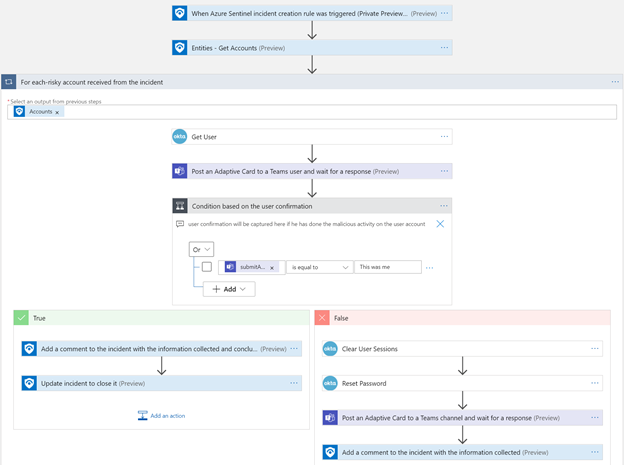 When Azure Sentinel incident creation rule was triggered (Private Preview... (Preview) ...
Entities - Get Accounts (Preview) ...
For each-risky account received from the incident ...
* Select an output from previous steps
Accounts ×
okta Get User ...
Post an Adaptive Card to a Teams user and wait for a response (Preview) ...
Condition based on the user confirmation ...
user confirmation will be captured here if he has done the malicious activity on the user account
Or
submitA... × is equal to This was me ...
+ Add
True
False
Add a comment to the incident with the information collected and conclu... (Preview) ...
Update incident to close it (Preview) ...
Add an action
okta Clear User Sessions ...
okta Reset Password ...
Post an Adaptive Card to a Teams channel and wait for a response (Preview) ...
Add a comment to the incident with the information collected (Preview) ...